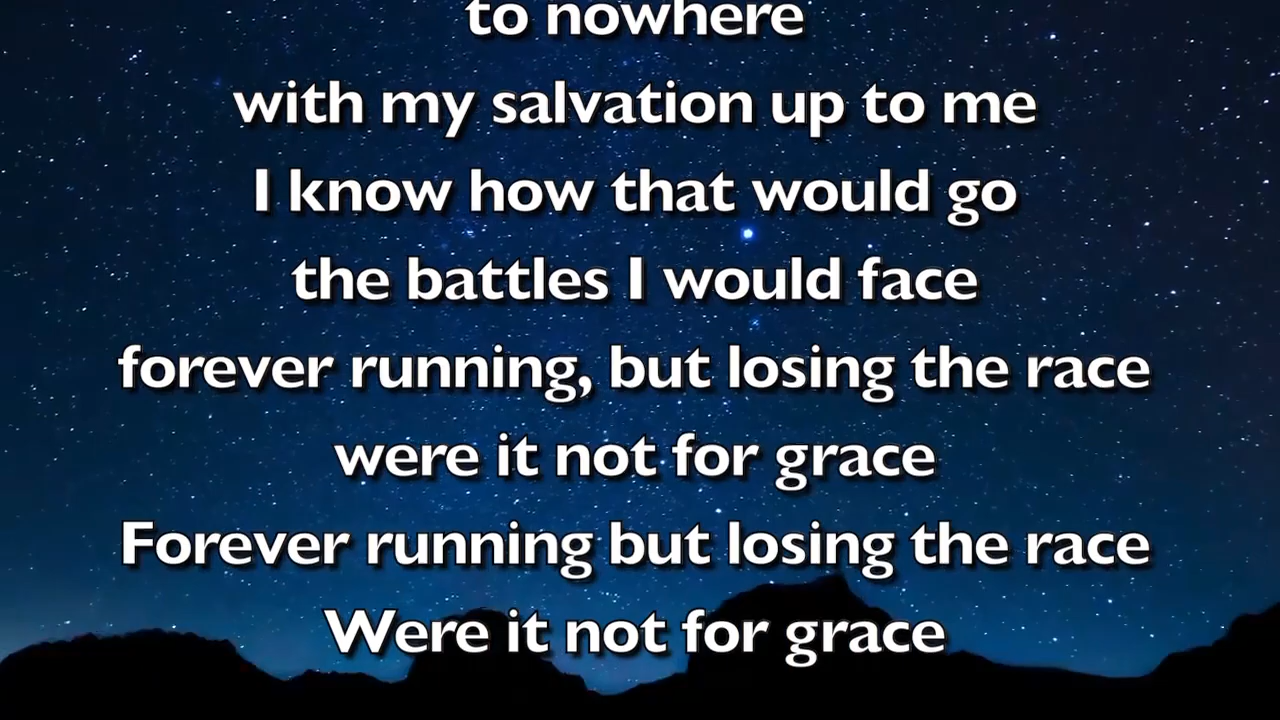 to nowhere
with my salvation up to me
I know how that would go
the battles I would face
forever running, but losing the race
were it not for grace
Forever running but losing the race
Were it not for grace